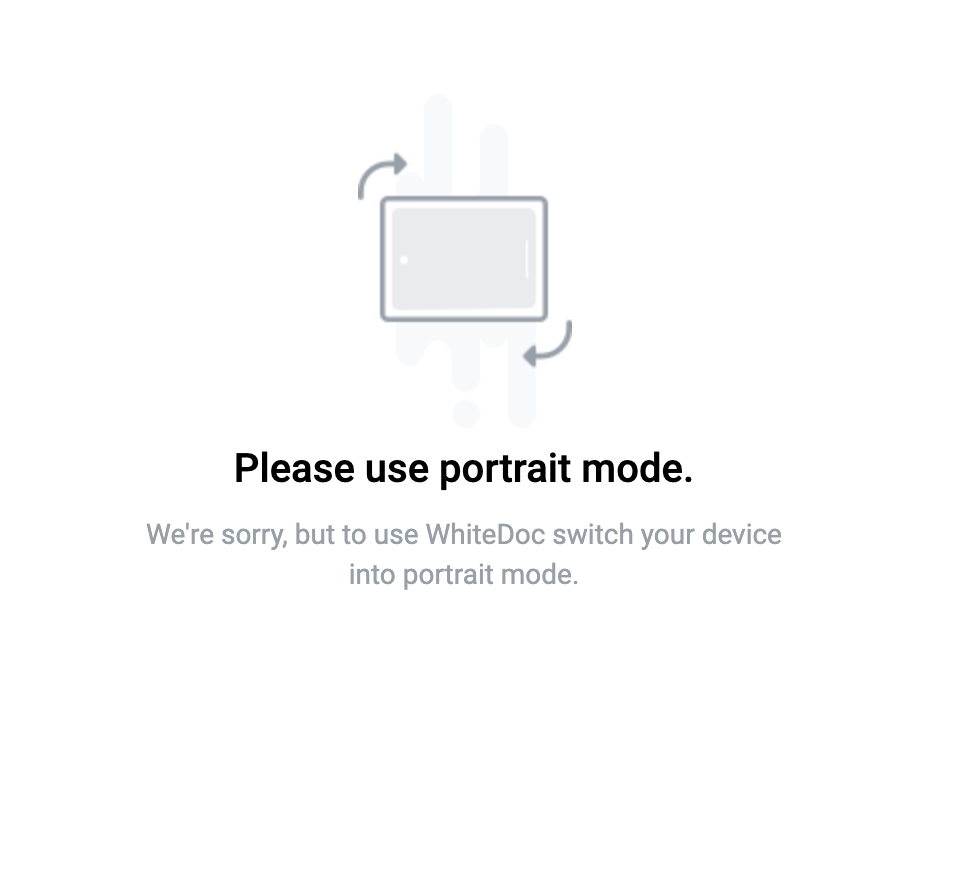 Please use portrait mode.
We're sorry, but to use WhiteDoc switch your device
into portrait mode.